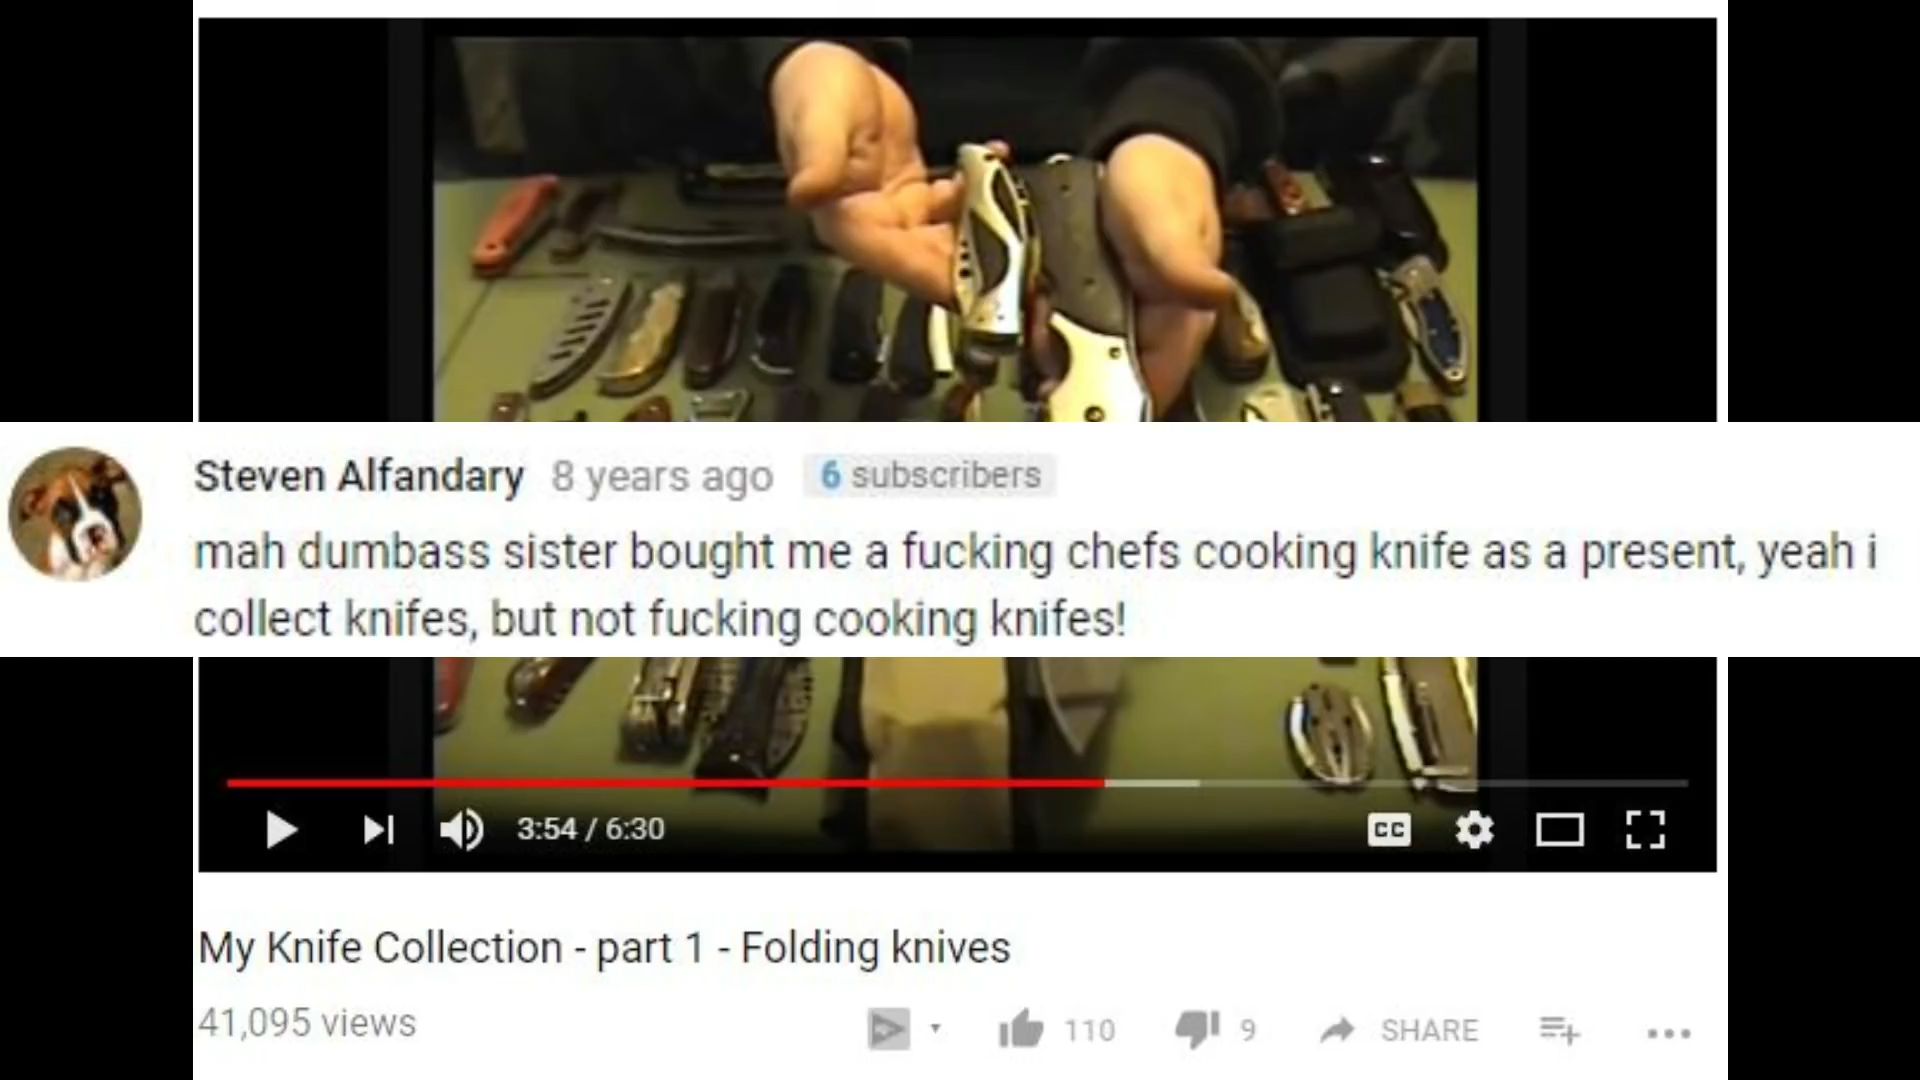 Steven Alfandary 8 years ago 6 subscribers
mah dumbass sister bought me a fucking chefs cooking knife as a present, yeah i
collect knifes, but not fucking cooking knifes!
3:54 / 6:30
CC
My Knife Collection - part 1 - Folding knives
41,095 views
110
9
SHARE